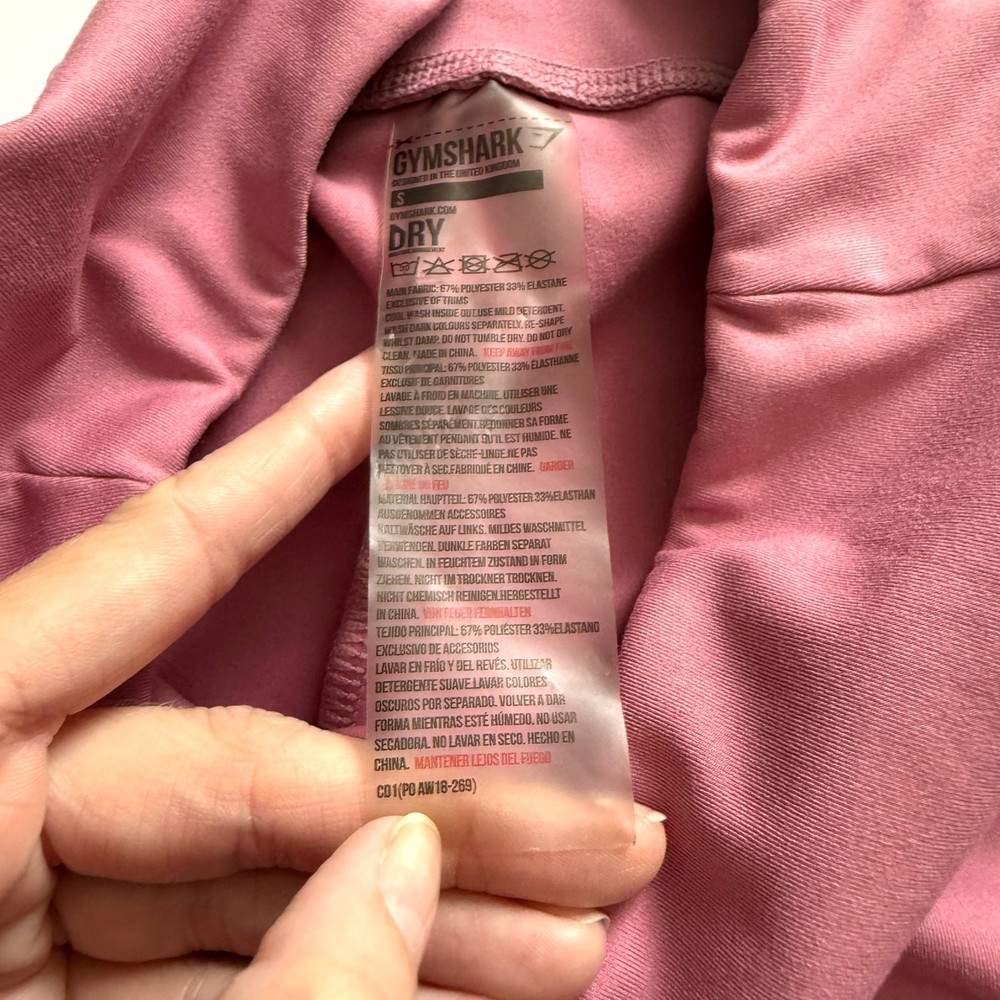 GYMSHARK
DESIGNED IN THE UNITED KINGDOM
S
GYMSHARK.COM
DRY
MAIN FABRIC: 67% POLYESTER 33% ELASTANE
EXCLUSIVE OF TRIMS
COOL WASH INSIDE OUT.USE MILD DETERGENT.
WASH DARK COLOURS SEPARATELY. RE-SHAPE
WHILST DAMP. DO NOT TUMBLE DRY. DO NOT DRY
CLEAN. MADE IN CHINA. KEEP AWAY FROM FIRE
TISSU PRINCIPAL: 67% POLYESTER 33% ÉLASTHANNE
EXCLUSIF DE GARNITURES
LAVAGE À FROID EN MACHINE. UTILISER UNE
LESSIVE DOUCE. LAVAGE DES COULEURS
SOMBRES SÉPARÉMENT.REDONNER SA FORME
AU VÊTEMENT PENDANT QU'IL EST HUMIDE. NE
PAS UTILISER DE SÈCHE-LINGE.NE PAS
NETTOYER À SEC.FABRIQUÉ EN CHINE. GARDER
DU FEU
MATERIAL HAUPTTEIL: 67% POLYESTER 33%ELASTHAN
AUSGENOMMEN ACCESSOIRES
KALTWÄSCHE AUF LINKS. MILDES WASCHMITTEL
VERWENDEN. DUNKLE FARBEN SEPARAT
WASCHEN. IN FEUCHTEM ZUSTAND IN FORM
ZIEHEN. NICHT IM TROCKNER TROCKNEN.
NICHT CHEMISCH REINIGEN.HERGESTELLT
IN CHINA. VON FEUER FERNHALTEN
TEJIDO PRINCIPAL: 67% POLIÉSTER 33%ELASTANO
EXCLUSIVO DE ACCESORIOS
LAVAR EN FRÍO Y DEL REVÉS. UTILIZAR
DETERGENTE SUAVE.LAVAR COLORES
OSCUROS POR SEPARADO. VOLVER A DAR
FORMA MIENTRAS ESTÉ HÚMEDO. NO USAR
SECADORA. NO LAVAR EN SECO. HECHO EN
CHINA. MANTENER LEJOS DEL FUEGO
CD1(PO AW18-269)